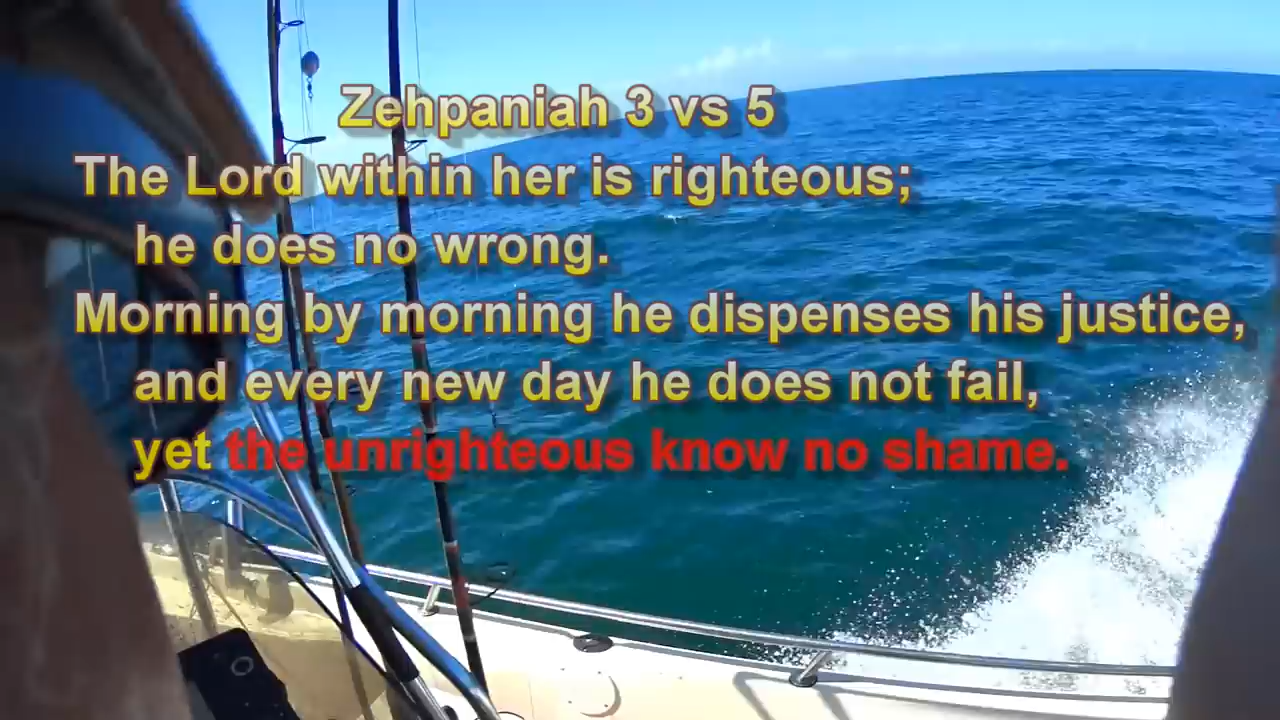 Zehpaniah 3 vs 5
The Lord within her is righteous;
he does no wrong.
Morning by morning he dispenses his justice,
and every new day he does not fail,
yet the unrighteous know no shame.